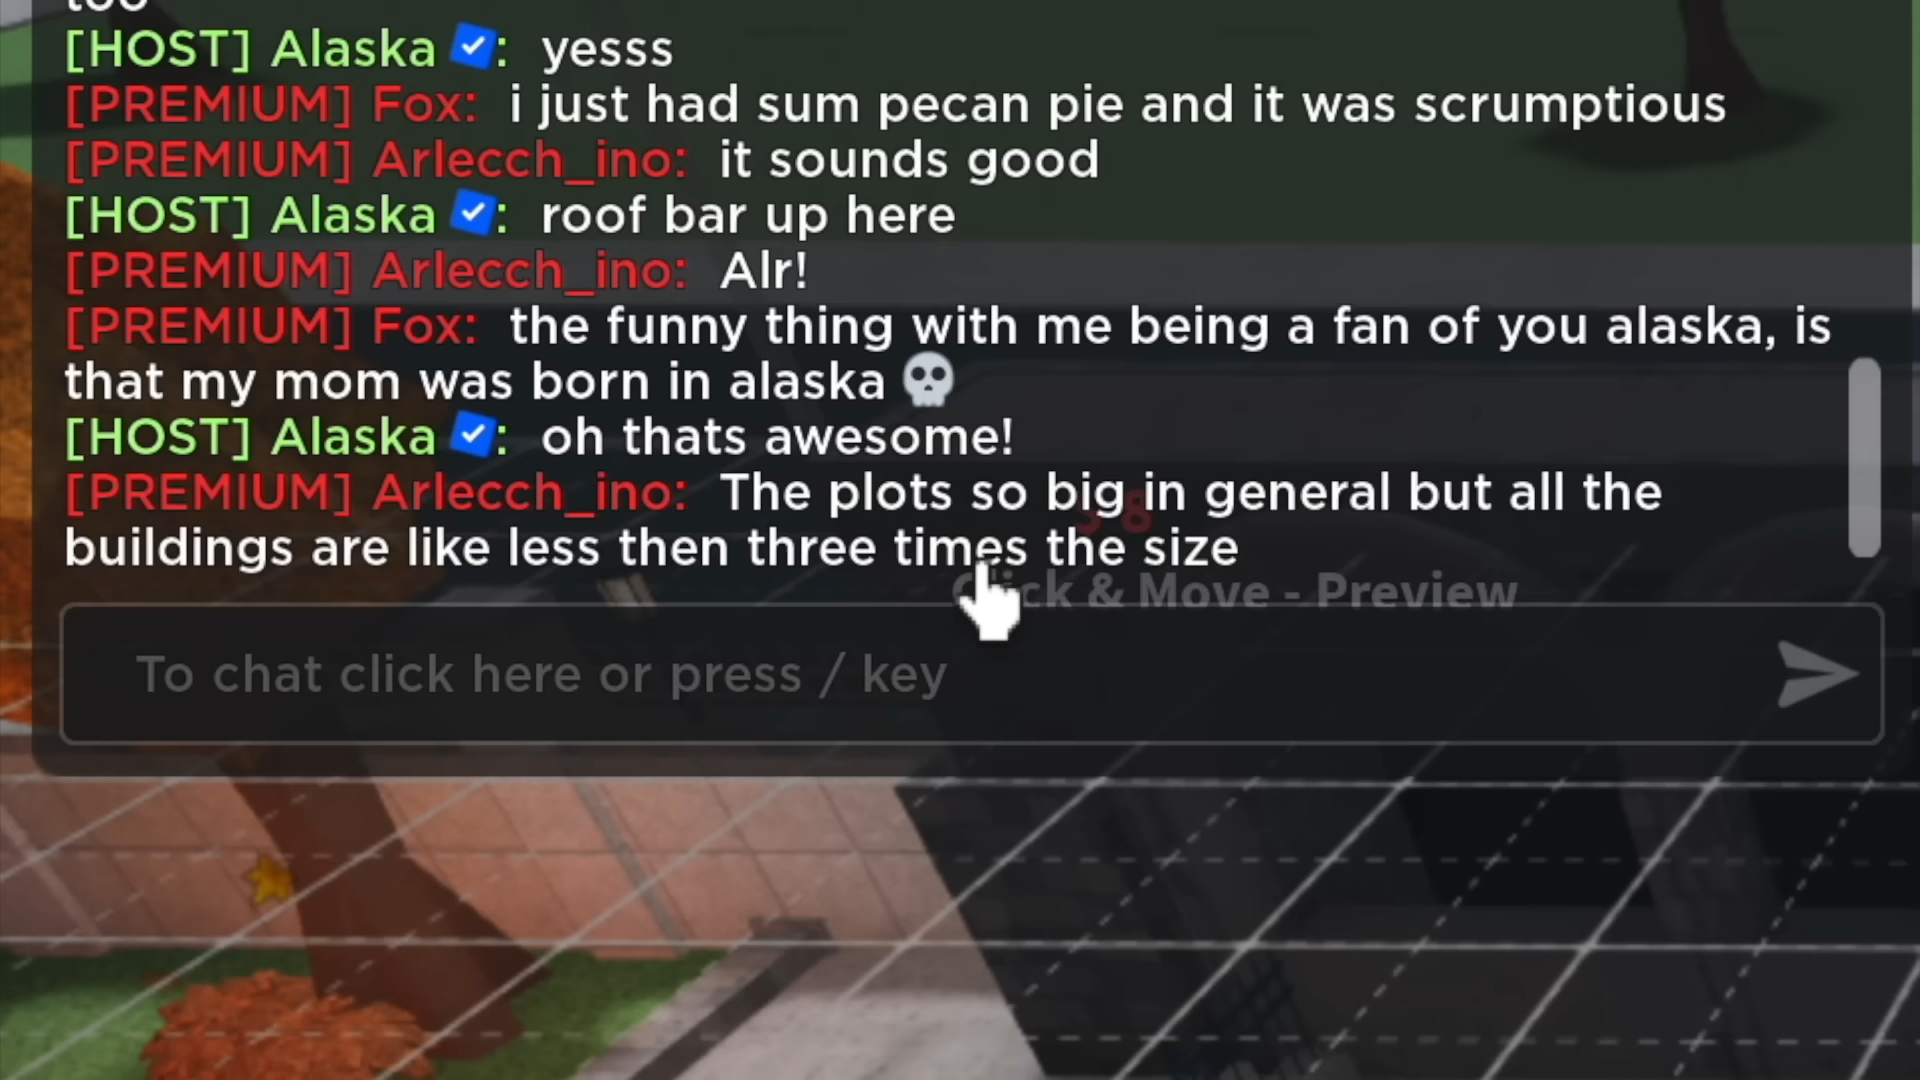 too
[HOST] Alaska ✅: yesss
[PREMIUM] Fox: i just had sum pecan pie and it was scrumptious
[PREMIUM] Arlecch_ino: it sounds good
[HOST] Alaska ✅: roof bar up here
[PREMIUM] Arlecch_ino: Alr!
[PREMIUM] Fox: the funny thing with me being a fan of you alaska, is
that my mom was born in alaska 💀
[HOST] Alaska ✅: oh thats awesome!
[PREMIUM] Arlecch_ino: The plots so big in general but all the
buildings are like less then three times the size
& Move - Preview
To chat click here or press / key